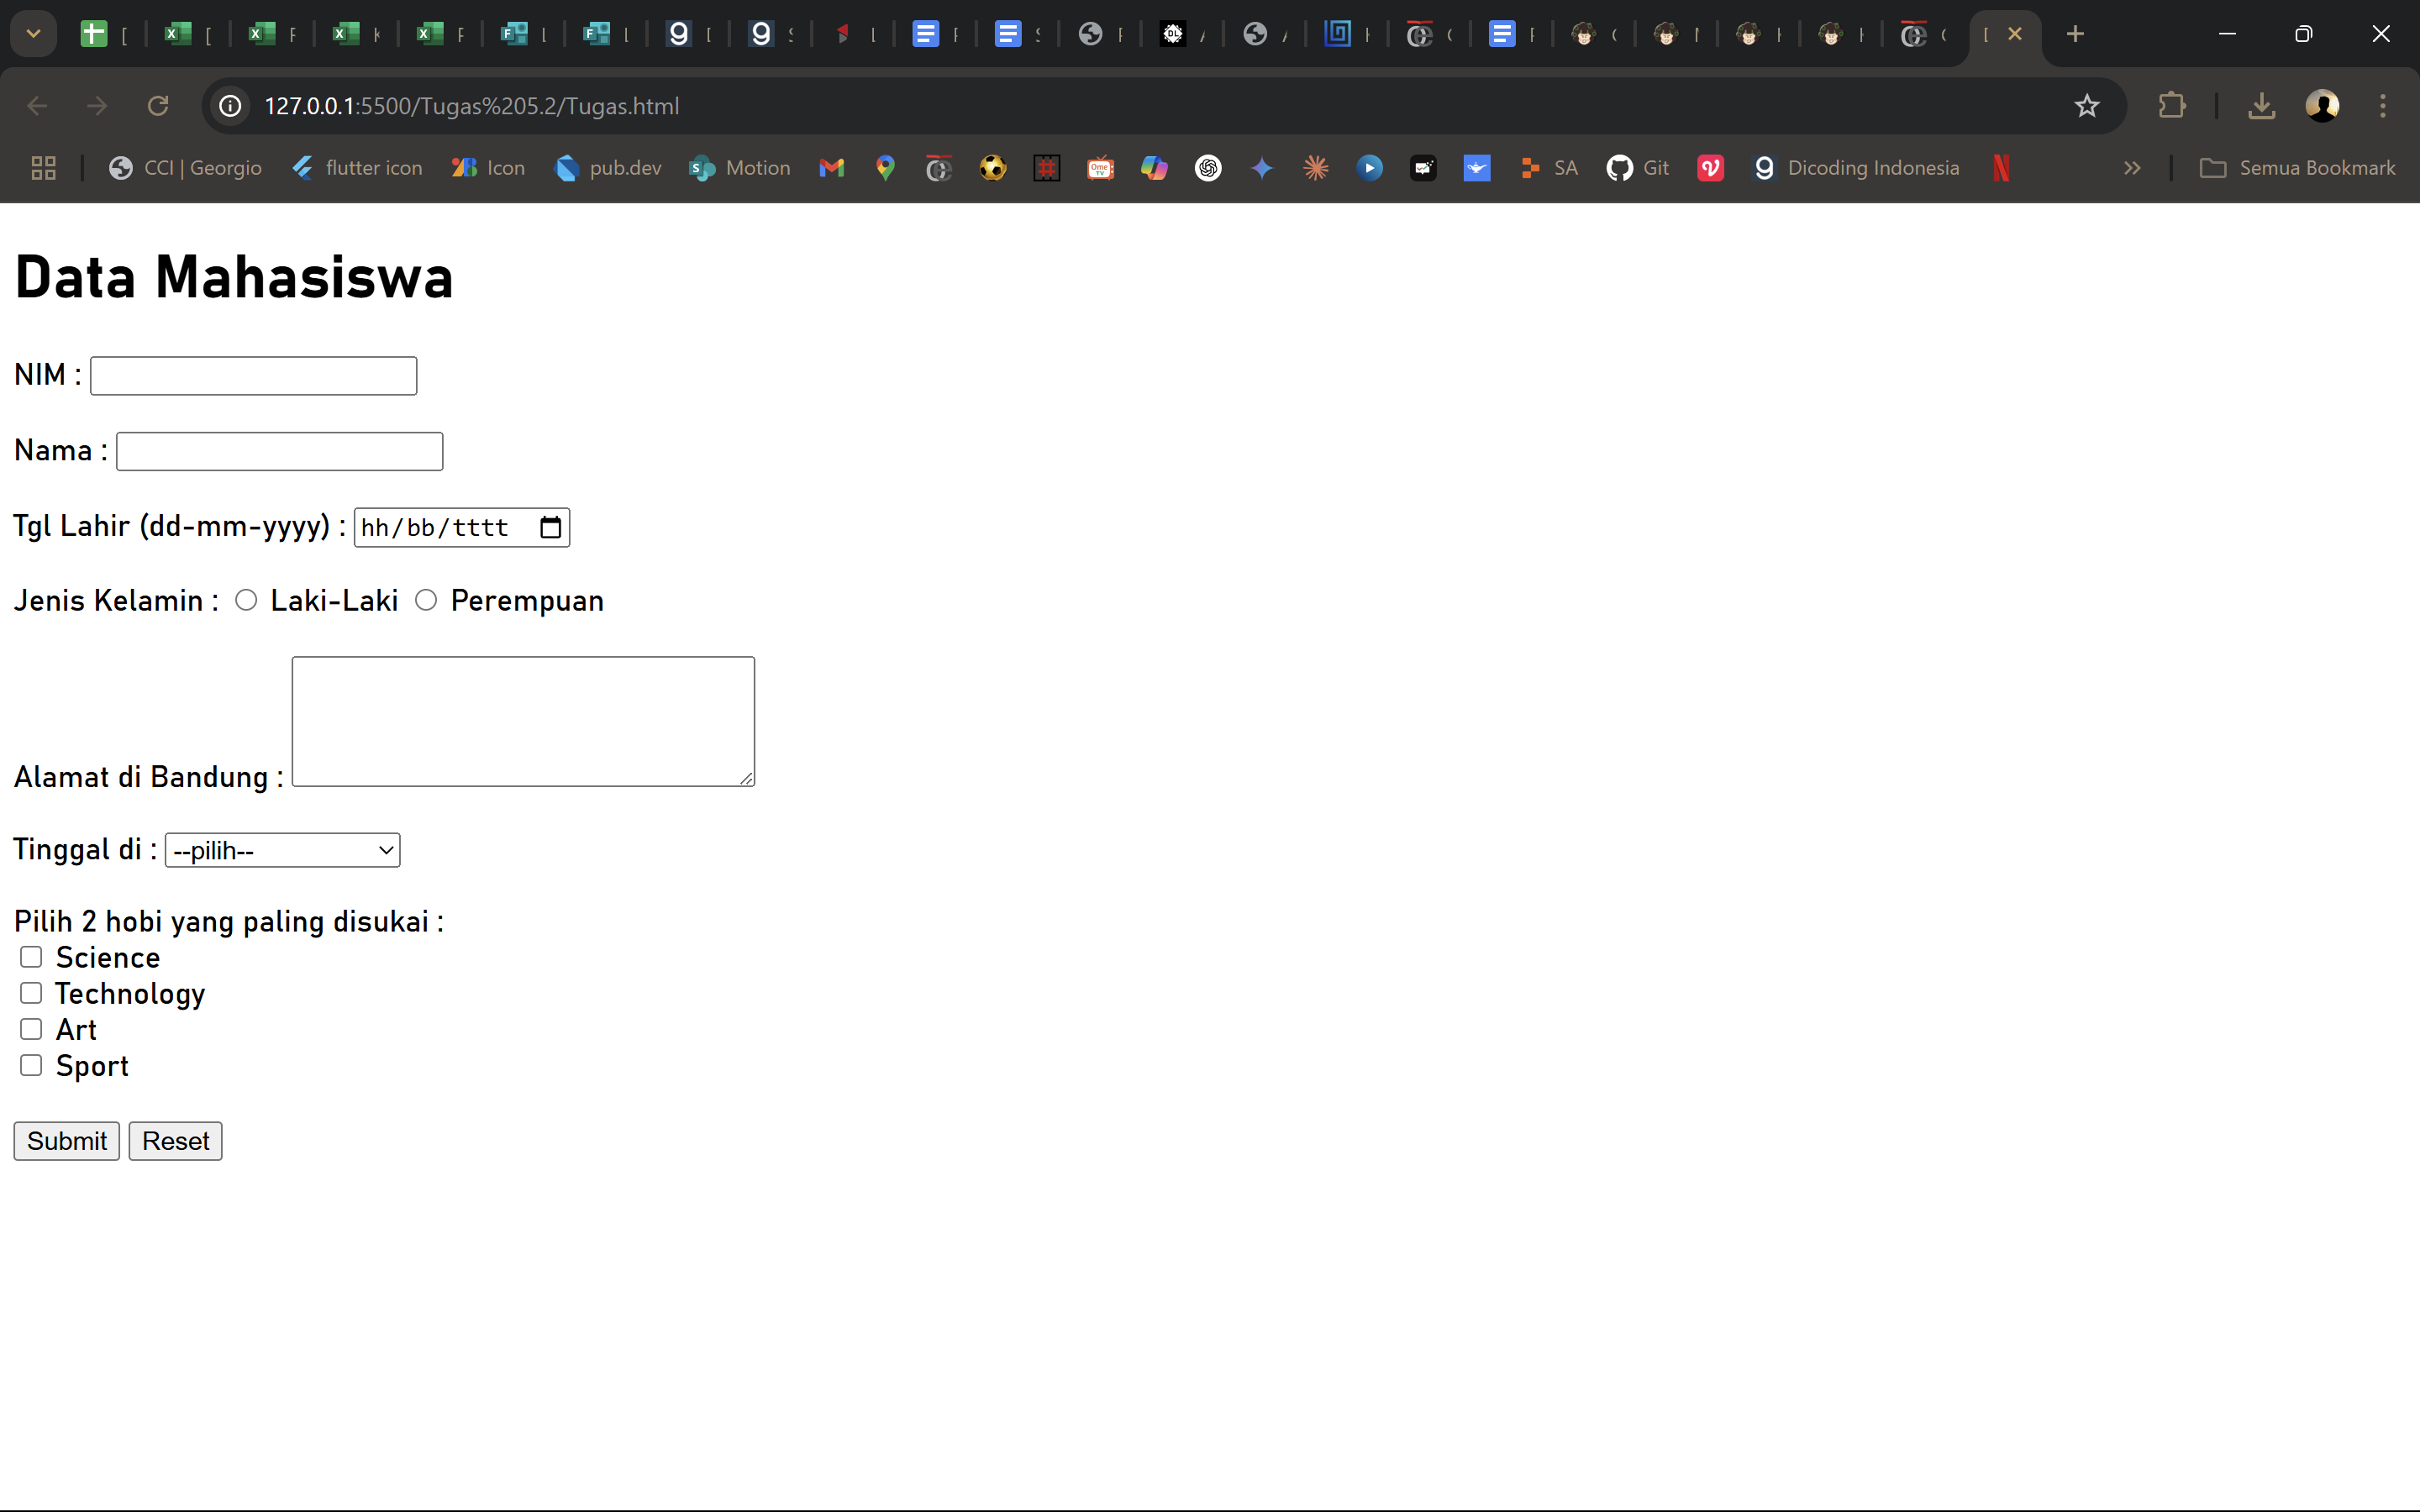 127.0.0.1:5500/Tugas%205.2/Tugas.html
CCI | Georgio flutter icon Icon pub.dev Motion SA Git Dicoding Indonesia Semua Bookmark
Data Mahasiswa
NIM :
Nama :
Tgl Lahir (dd-mm-yyyy) : hh/bb/tttt
Jenis Kelamin : Laki-Laki Perempuan
Alamat di Bandung :
Tinggal di : --pilih--
Pilih 2 hobi yang paling disukai :
Science
Technology
Art
Sport
Submit Reset